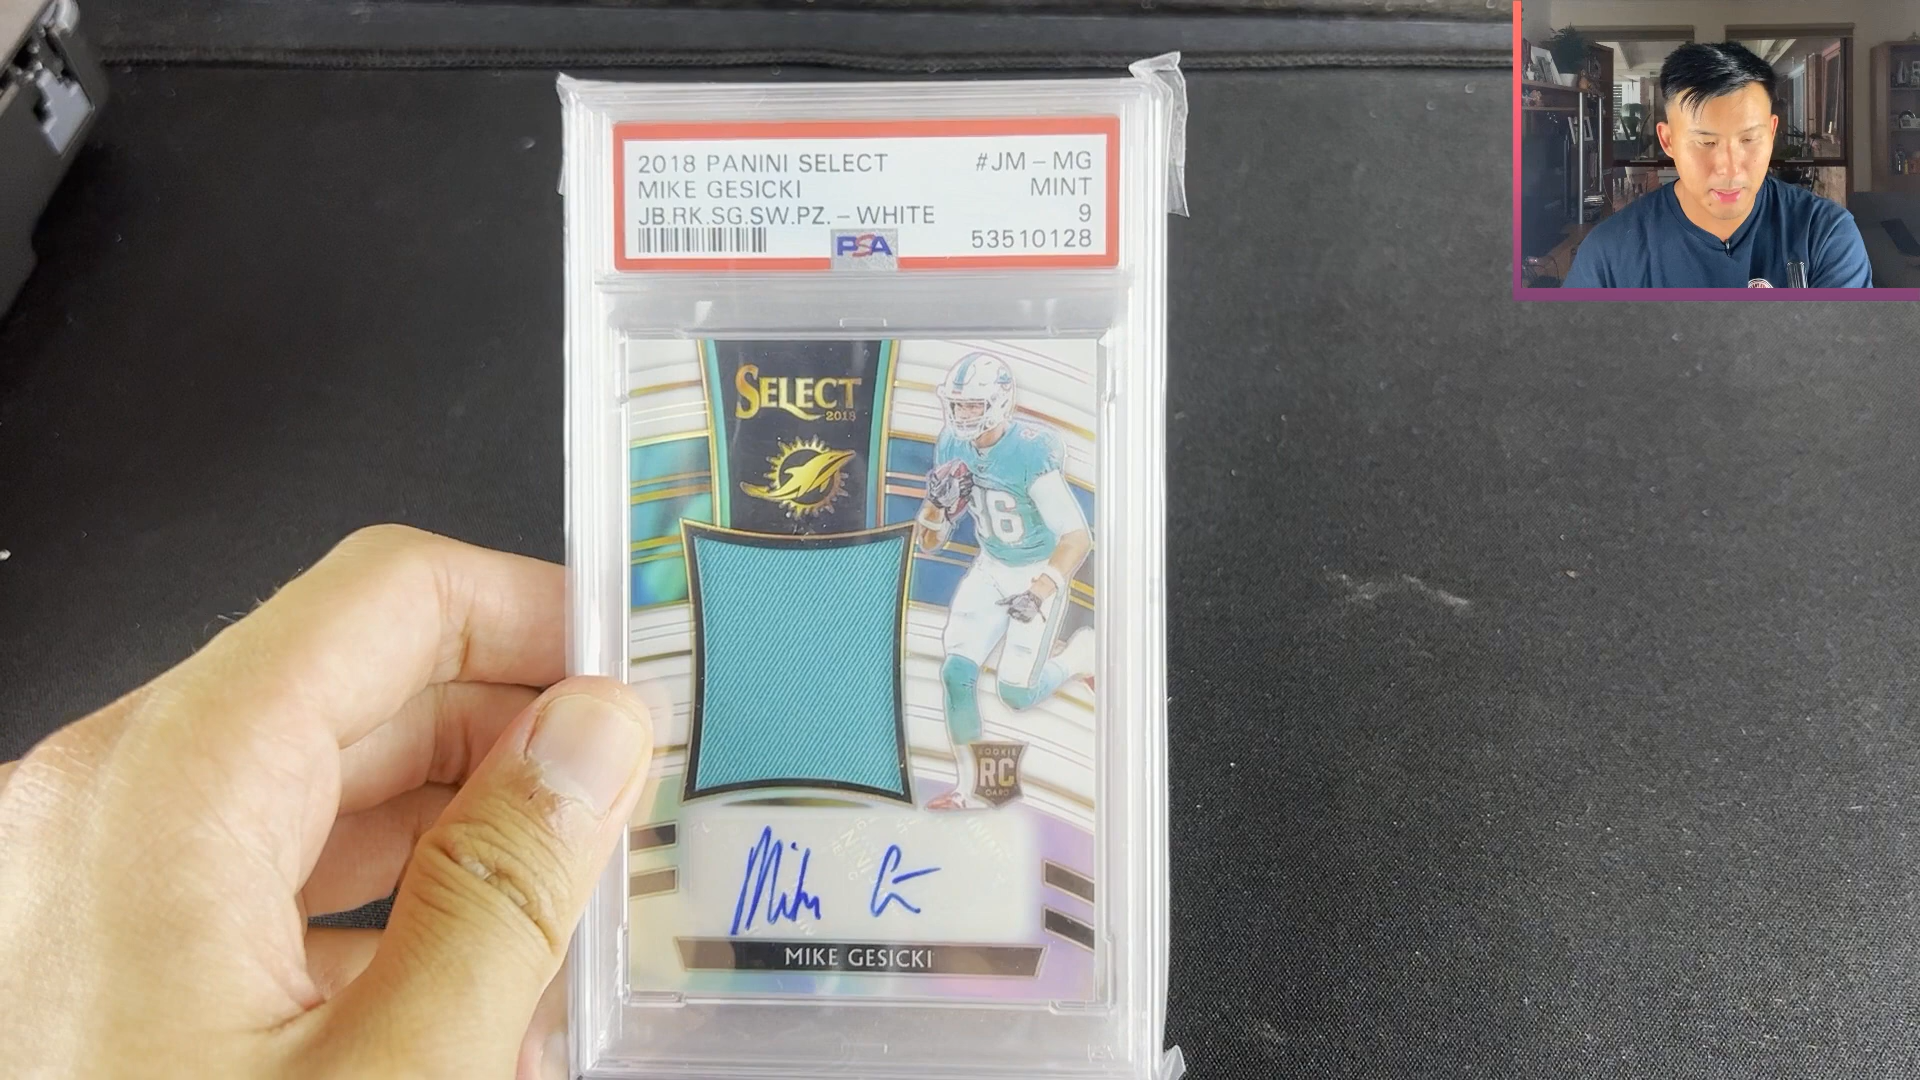 2018 PANINI SELECT #JM-MG
MIKE GESICKI MINT
JB.RK.SG.SW.PZ.-WHITE 9
PSA 53510128
SELECT
2018
86
ROOKIE
RC
CARD
Mike G
MIKE GESICKI